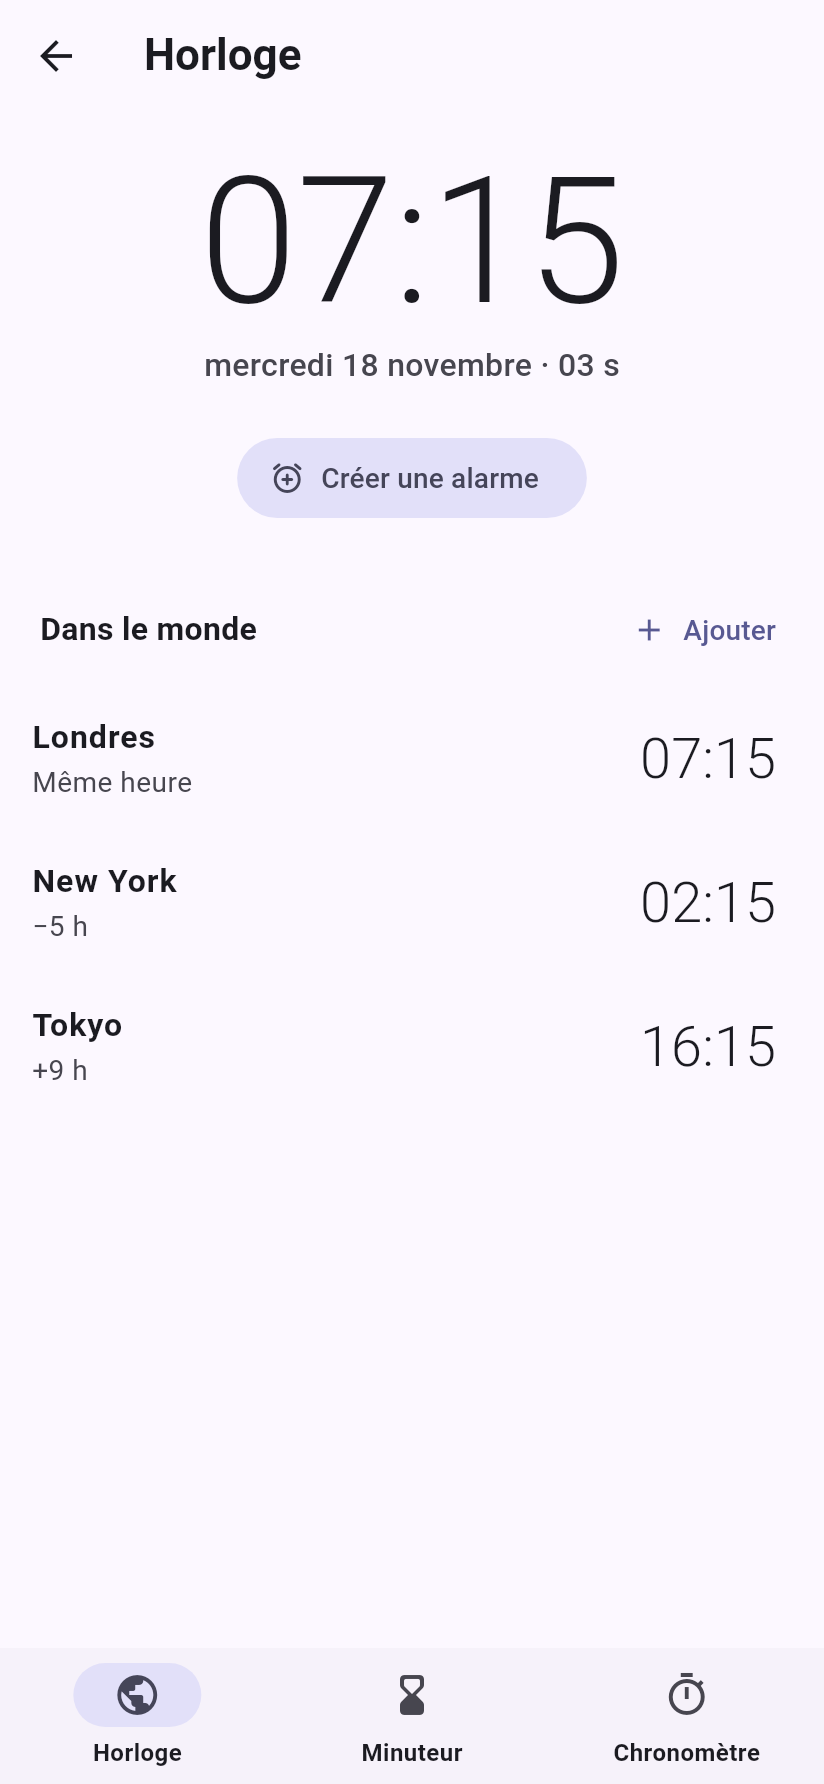 Horloge
07:15
mercredi 18 novembre · 03 s
Créer une alarme
Dans le monde
Ajouter
Londres
07:15
Même heure
New York
02:15
−5 h
Tokyo
16:15
+9 h
Horloge
Minuteur
Chronomètre